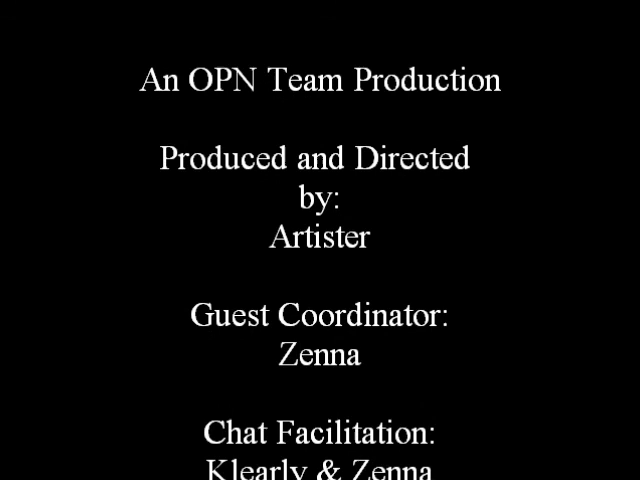 An OPN Team Production
Produced and Directed
by:
Artister
Guest Coordinator:
Zenna
Chat Facilitation:
Klearly & Zenna